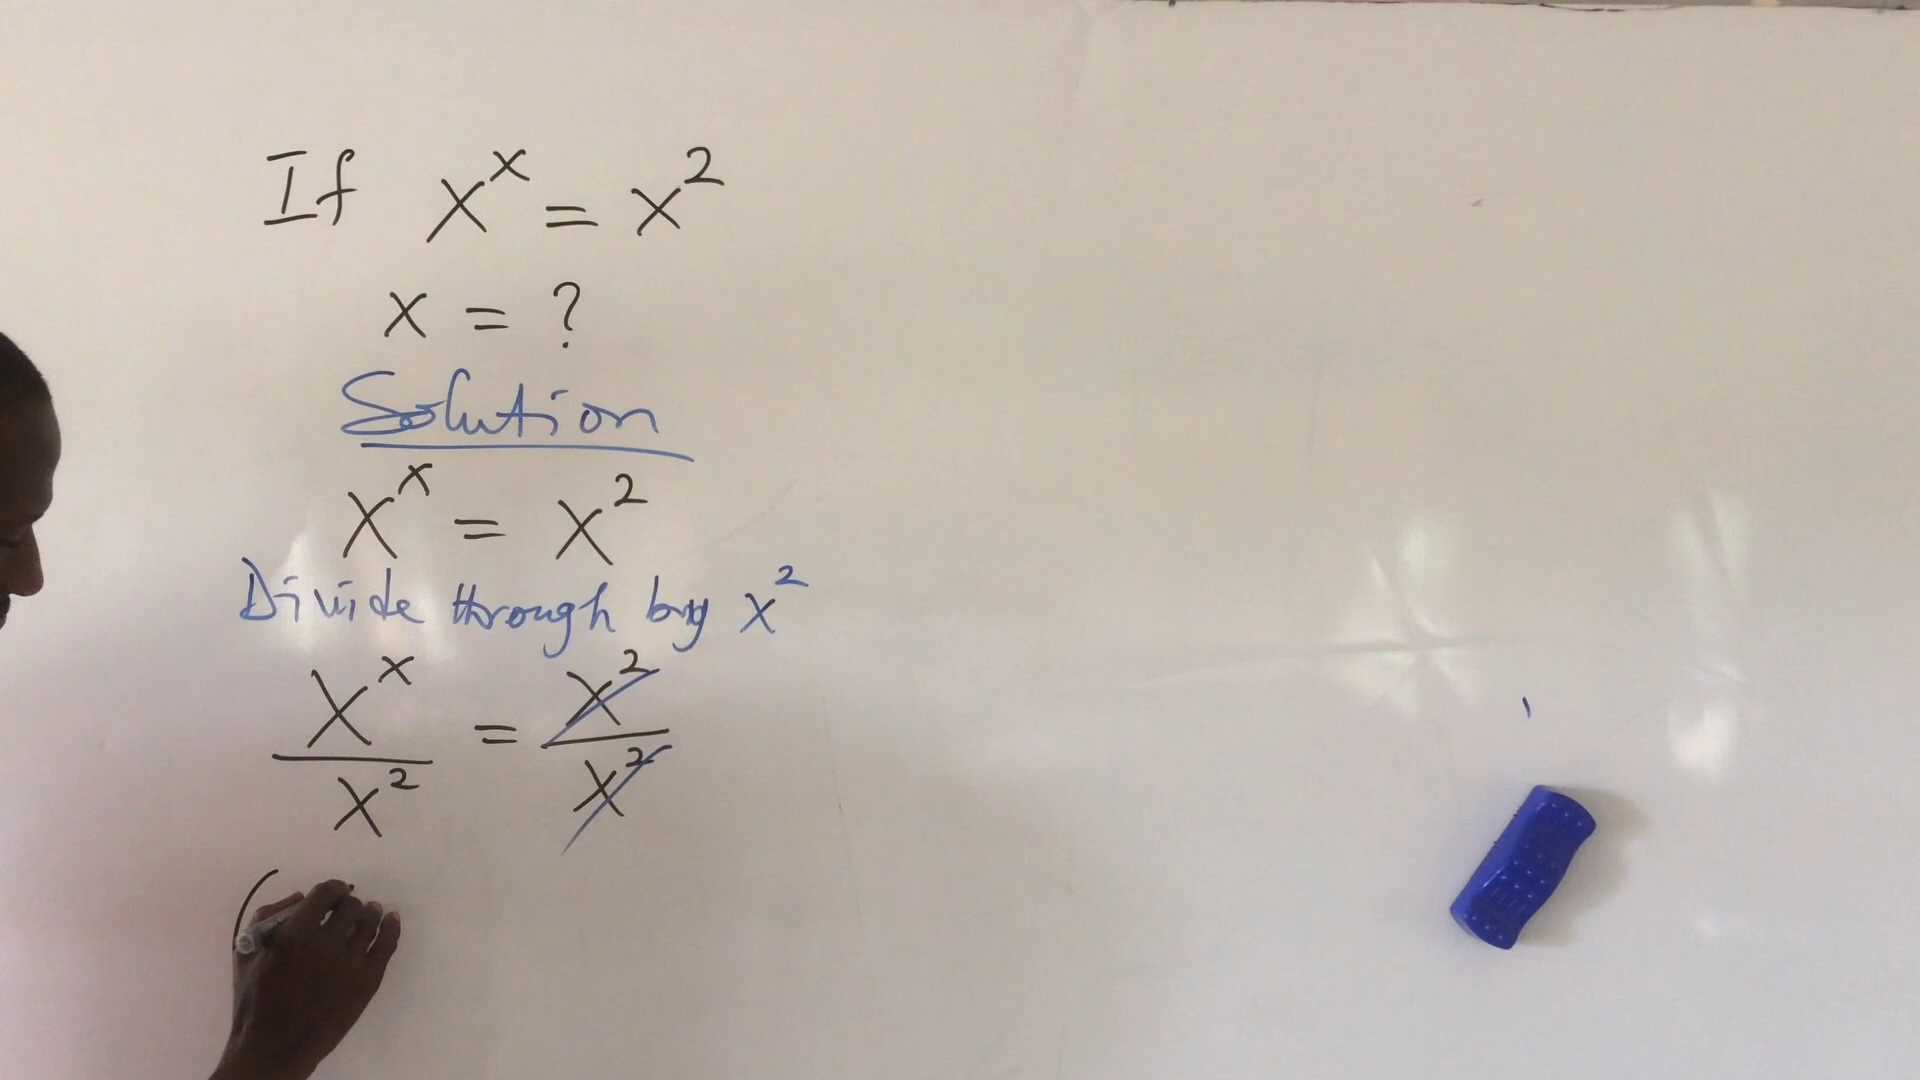 If x^x = x^2
x = ?
Solution
x^x = x^2
Divide through by x^2
x^x / x^2 = x^2 / x^2
(